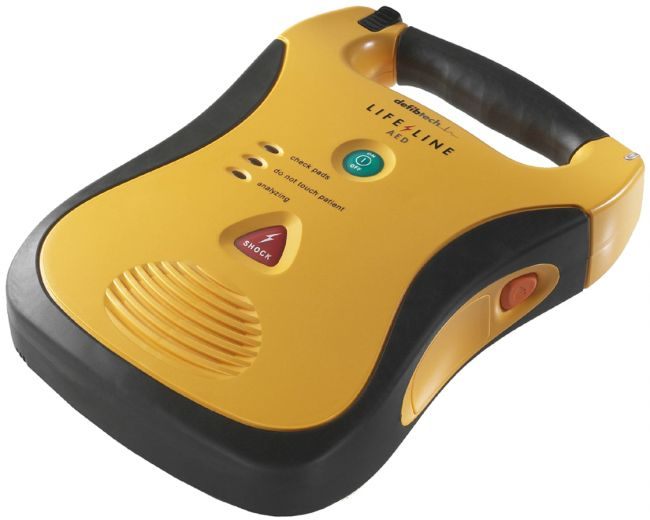 defibtech
LIFELINE
AED
ON
OFF
check pads
do not touch patient
analyzing
SHOCK